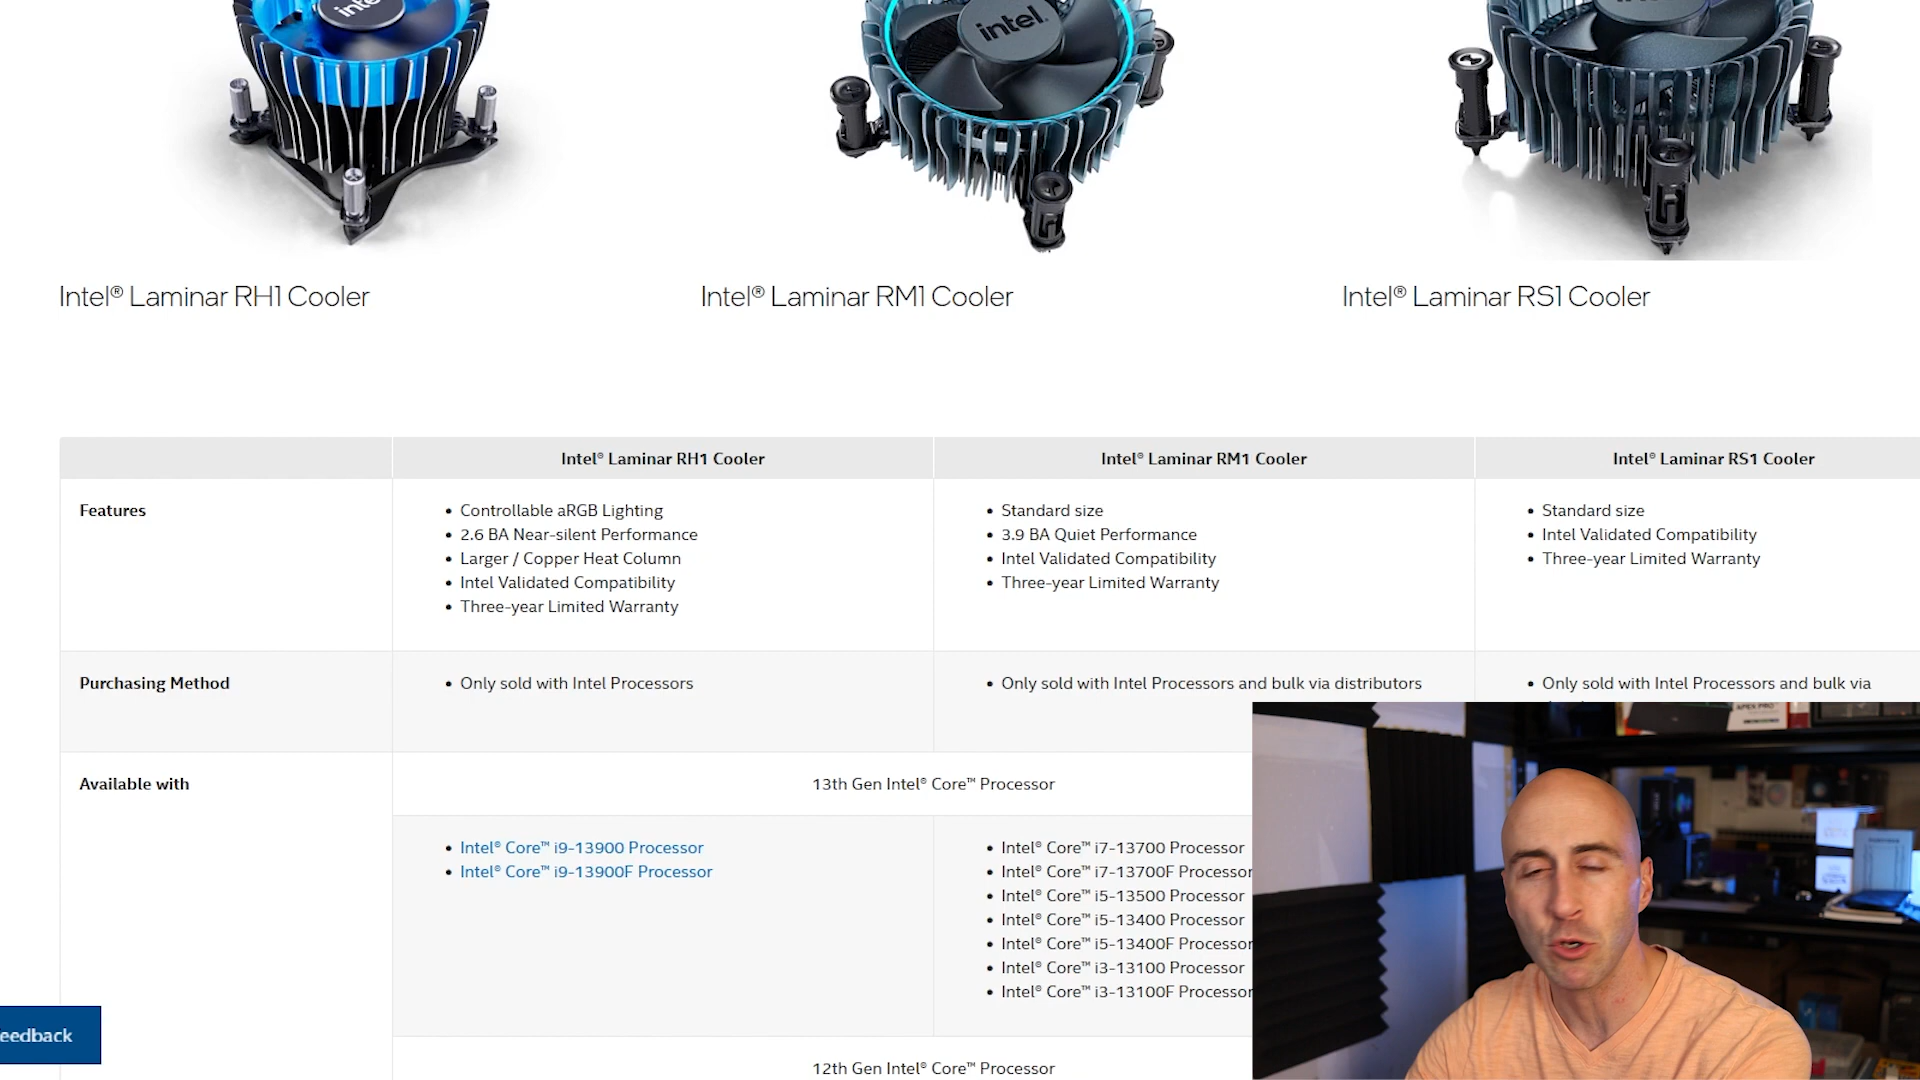 intel
Intel® Laminar RH1 Cooler
Intel® Laminar RM1 Cooler
Intel® Laminar RS1 Cooler
Intel® Laminar RH1 Cooler
Intel® Laminar RM1 Cooler
Intel® Laminar RS1 Cooler
Features
• Controllable aRGB Lighting
• 2.6 BA Near-silent Performance
• Larger / Copper Heat Column
• Intel Validated Compatibility
• Three-year Limited Warranty
• Standard size
• 3.9 BA Quiet Performance
• Intel Validated Compatibility
• Three-year Limited Warranty
• Standard size
• Intel Validated Compatibility
• Three-year Limited Warranty
Purchasing Method
• Only sold with Intel Processors
• Only sold with Intel Processors and bulk via distributors
• Only sold with Intel Processors and bulk via
APEX PRO
Available with
13th Gen Intel® Core™ Processor
• Intel® Core™ i9-13900 Processor
• Intel® Core™ i9-13900F Processor
• Intel® Core™ i7-13700 Processor
• Intel® Core™ i7-13700F Processor
• Intel® Core™ i5-13500 Processor
• Intel® Core™ i5-13400 Processor
• Intel® Core™ i5-13400F Processor
• Intel® Core™ i3-13100 Processor
• Intel® Core™ i3-13100F Processor
12th Gen Intel® Core™ Processor
eedback